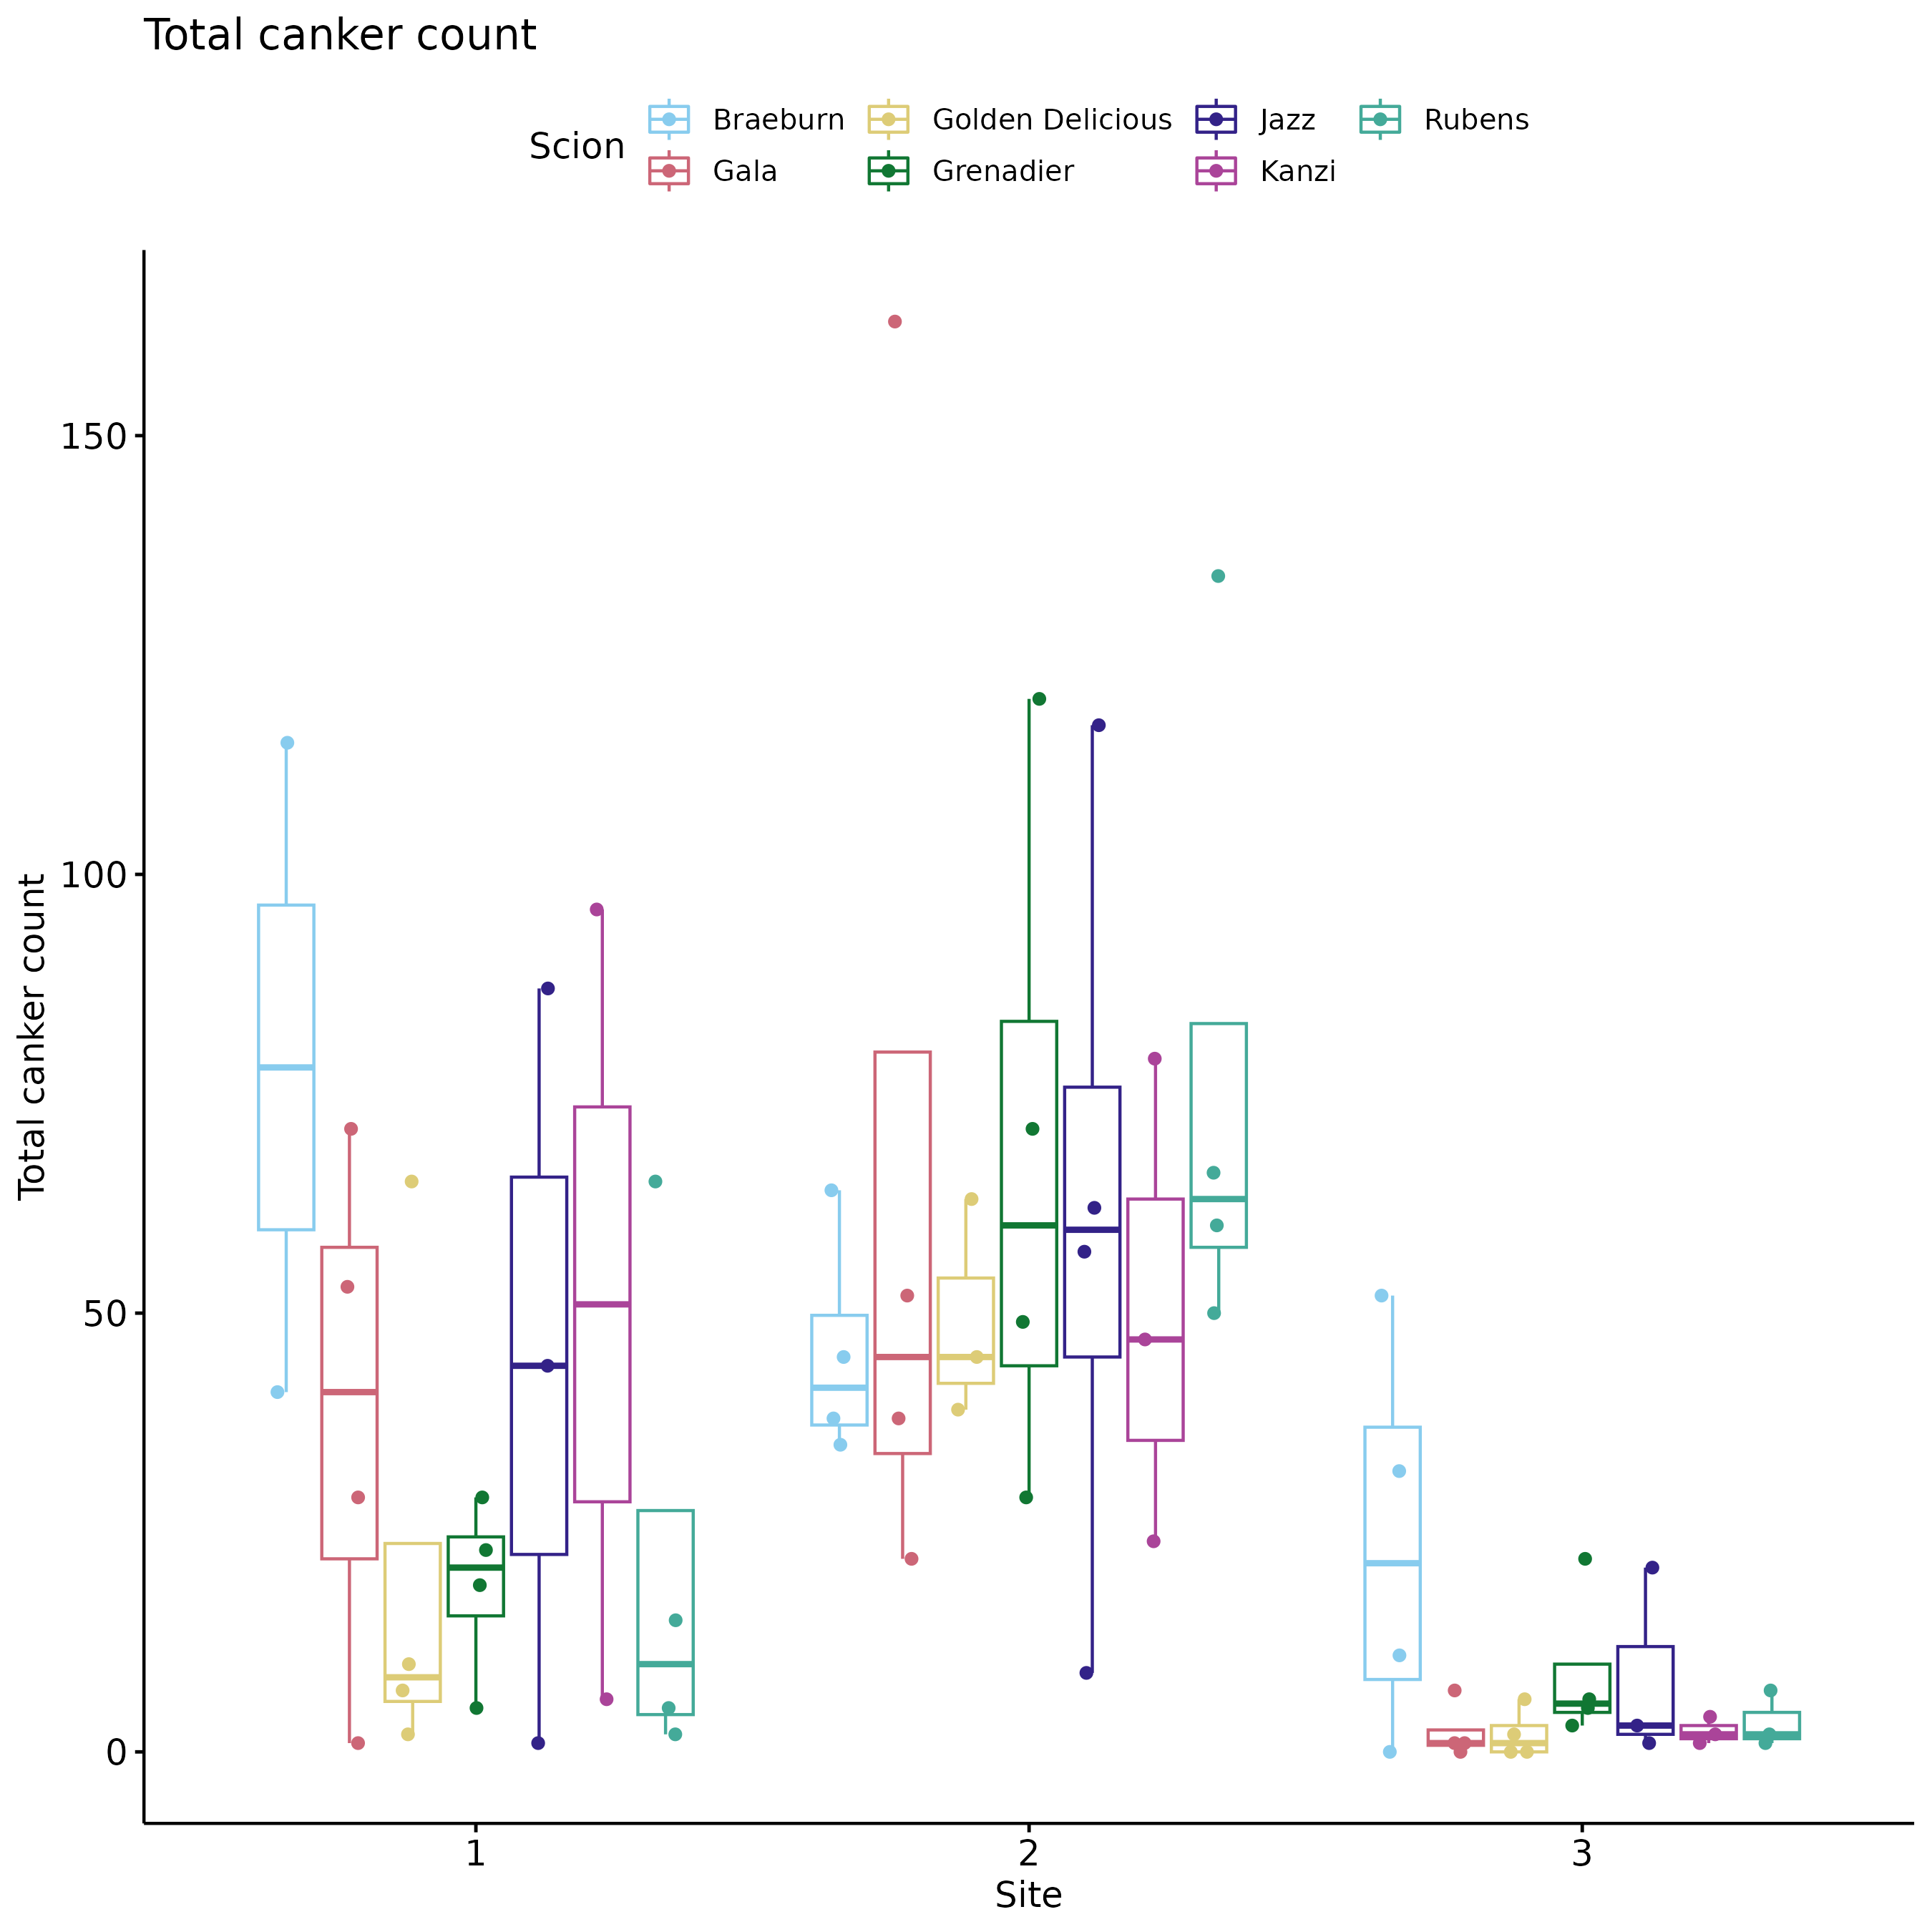 Total canker count
Scion
Braeburn
Golden Delicious
Jazz
Rubens
Gala
Grenadier
Kanzi
Total canker count
150
100
50
0
1
2
3
Site